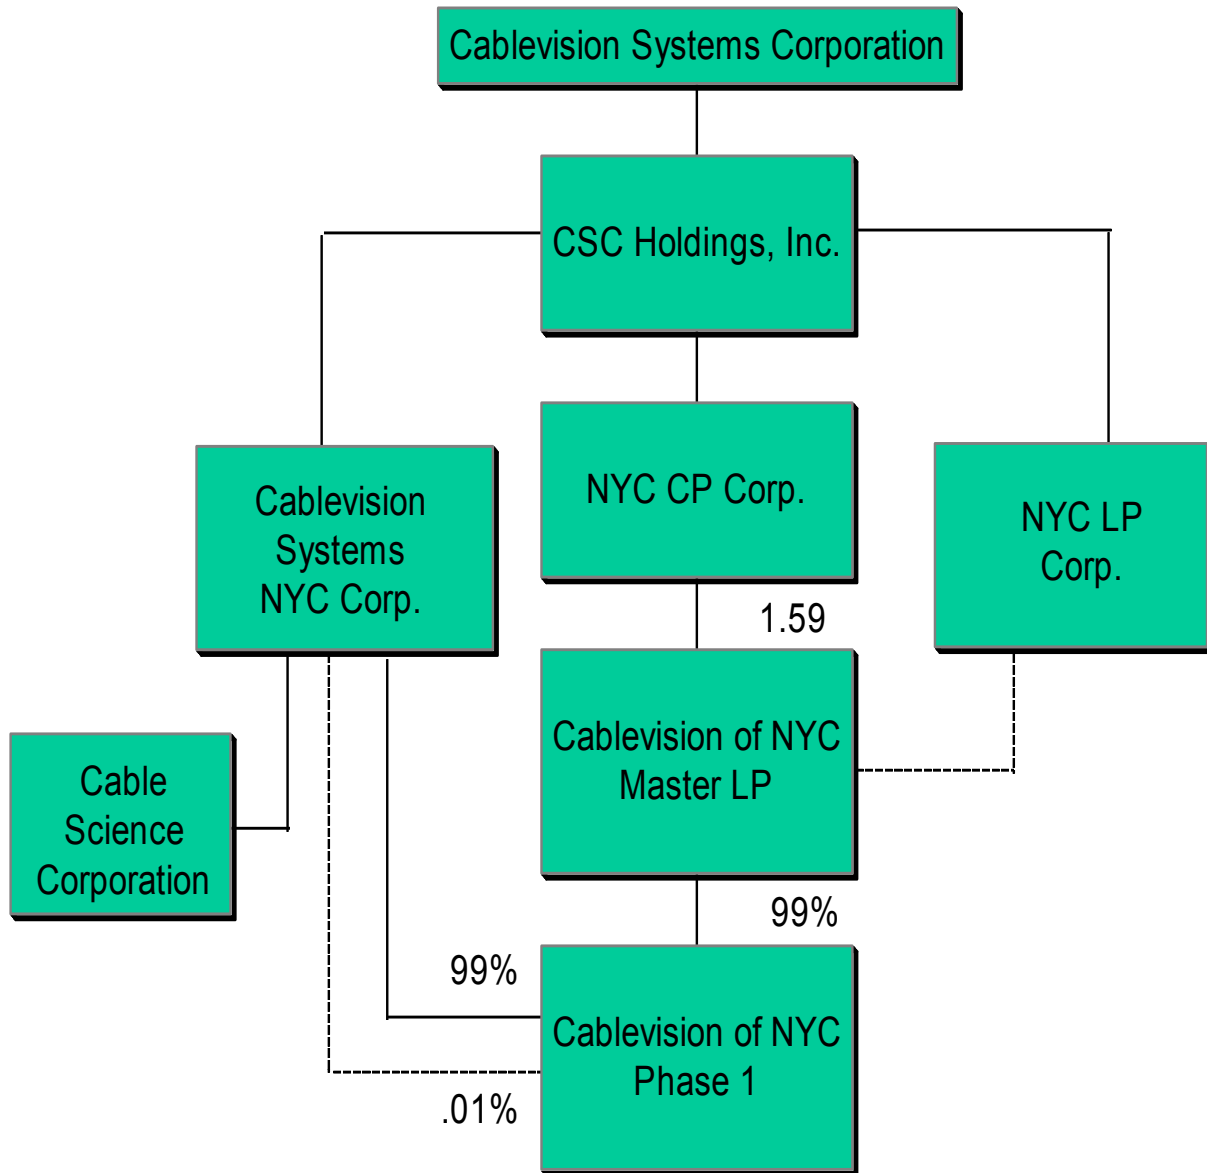 Cablevision Systems Corporation
CSC Holdings, Inc.
Cablevision
Systems
NYC Corp.
NYC CP Corp.
NYC LP
Corp.
1.59
Cable
Science
Corporation
Cablevision of NYC
Master LP
99%
99%
Cablevision of NYC
Phase 1
.01%